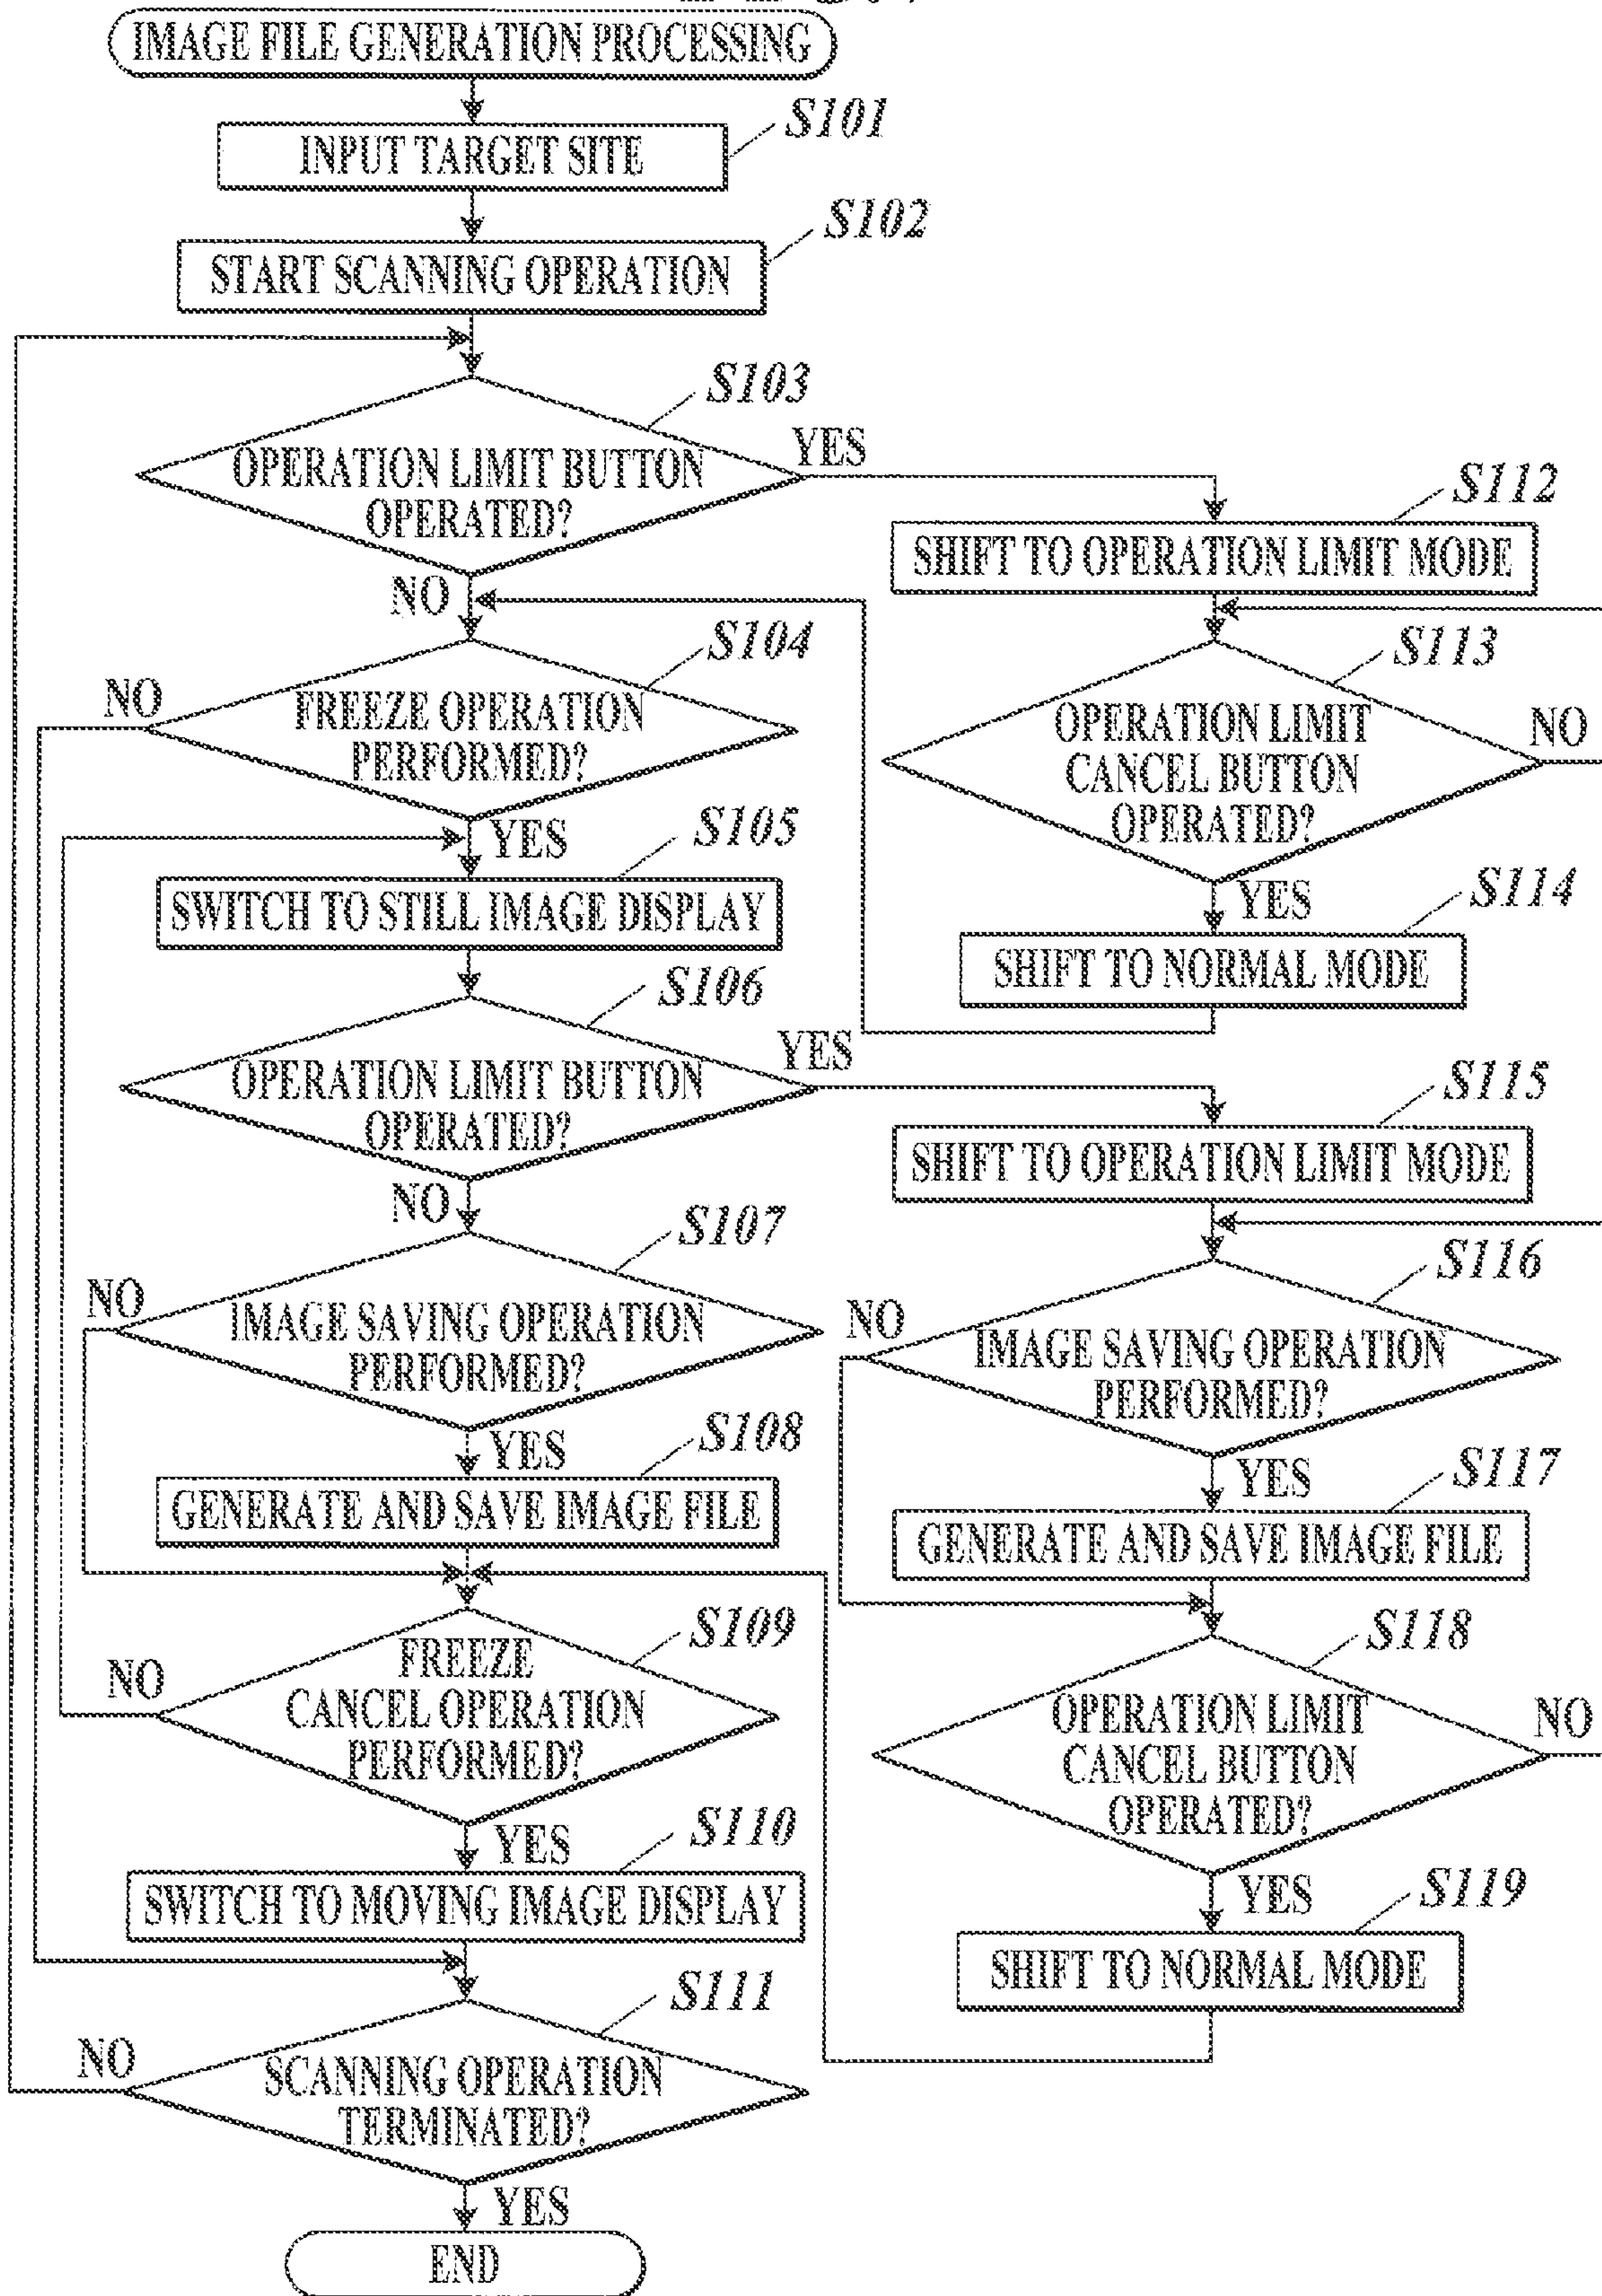 IMAGE FILE GENERATION PROCESSING
S101
INPUT TARGET SITE
S102
START SCANNING OPERATION
S103
OPERATION LIMIT BUTTON
OPERATED?
YES
NO
S112
SHIFT TO OPERATION LIMIT MODE
S104
FREEZE OPERATION
PERFORMED?
NO
YES
S113
OPERATION LIMIT
CANCEL BUTTON
OPERATED?
NO
YES
S105
SWITCH TO STILL IMAGE DISPLAY
S114
SHIFT TO NORMAL MODE
S106
OPERATION LIMIT BUTTON
OPERATED?
YES
NO
S115
SHIFT TO OPERATION LIMIT MODE
S107
IMAGE SAVING OPERATION
PERFORMED?
NO
YES
S116
IMAGE SAVING OPERATION
PERFORMED?
NO
YES
S108
GENERATE AND SAVE IMAGE FILE
S117
GENERATE AND SAVE IMAGE FILE
S109
FREEZE
CANCEL OPERATION
PERFORMED?
NO
YES
S118
OPERATION LIMIT
CANCEL BUTTON
OPERATED?
NO
YES
S110
SWITCH TO MOVING IMAGE DISPLAY
S119
SHIFT TO NORMAL MODE
S111
SCANNING OPERATION
TERMINATED?
NO
YES
END